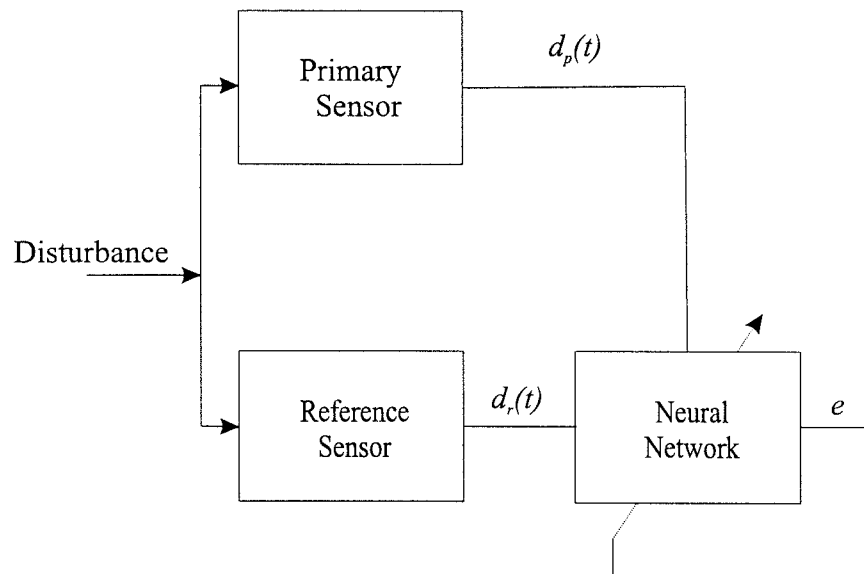 Primary
Sensor
d_p(t)
Disturbance
Reference
Sensor
d_r(t)
Neural
Network
e